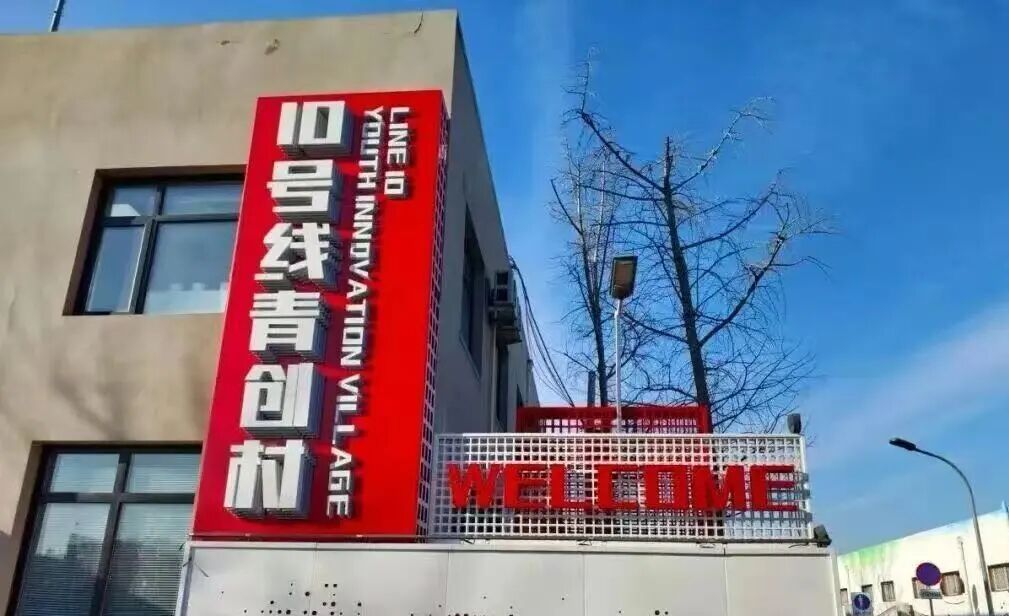 10号线青创村
LINE 10
YOUTH INNOVATION VILLAGE
WELCOME